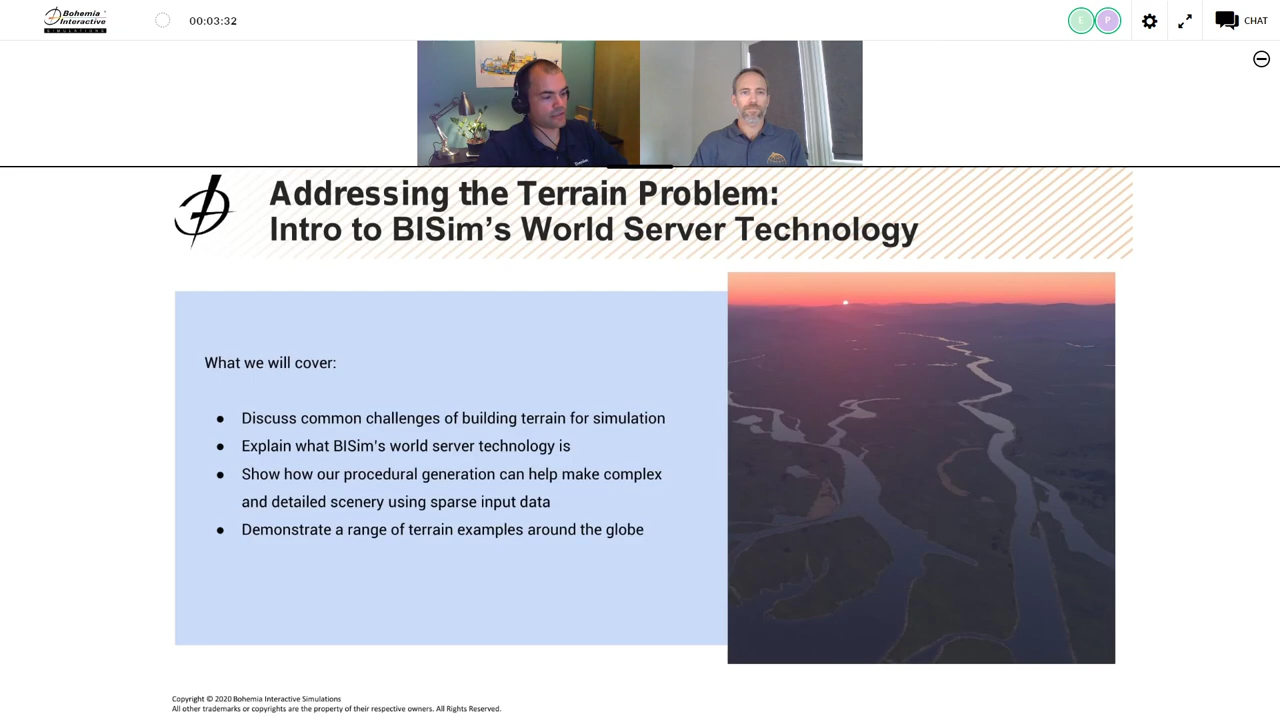 Bohemia
Interactive
SIMULATIONS
00:03:32
E
P
CHAT
Addressing the Terrain Problem:
Intro to BISim's World Server Technology
What we will cover:
● Discuss common challenges of building terrain for simulation
● Explain what BISim's world server technology is
● Show how our procedural generation can help make complex
and detailed scenery using sparse input data
● Demonstrate a range of terrain examples around the globe
Copyright © 2020 Bohemia Interactive Simulations
All other trademarks or copyrights are the property of their respective owners. All Rights Reserved.